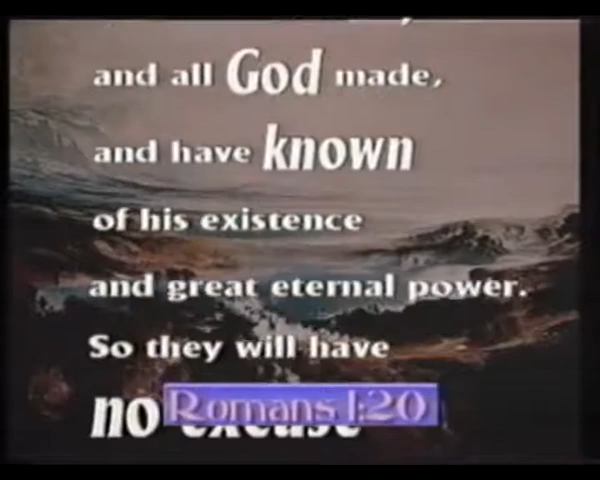 and all God made,
and have known
of his existence
and great eternal power.
So they will have
no excuse
Romans 1:20